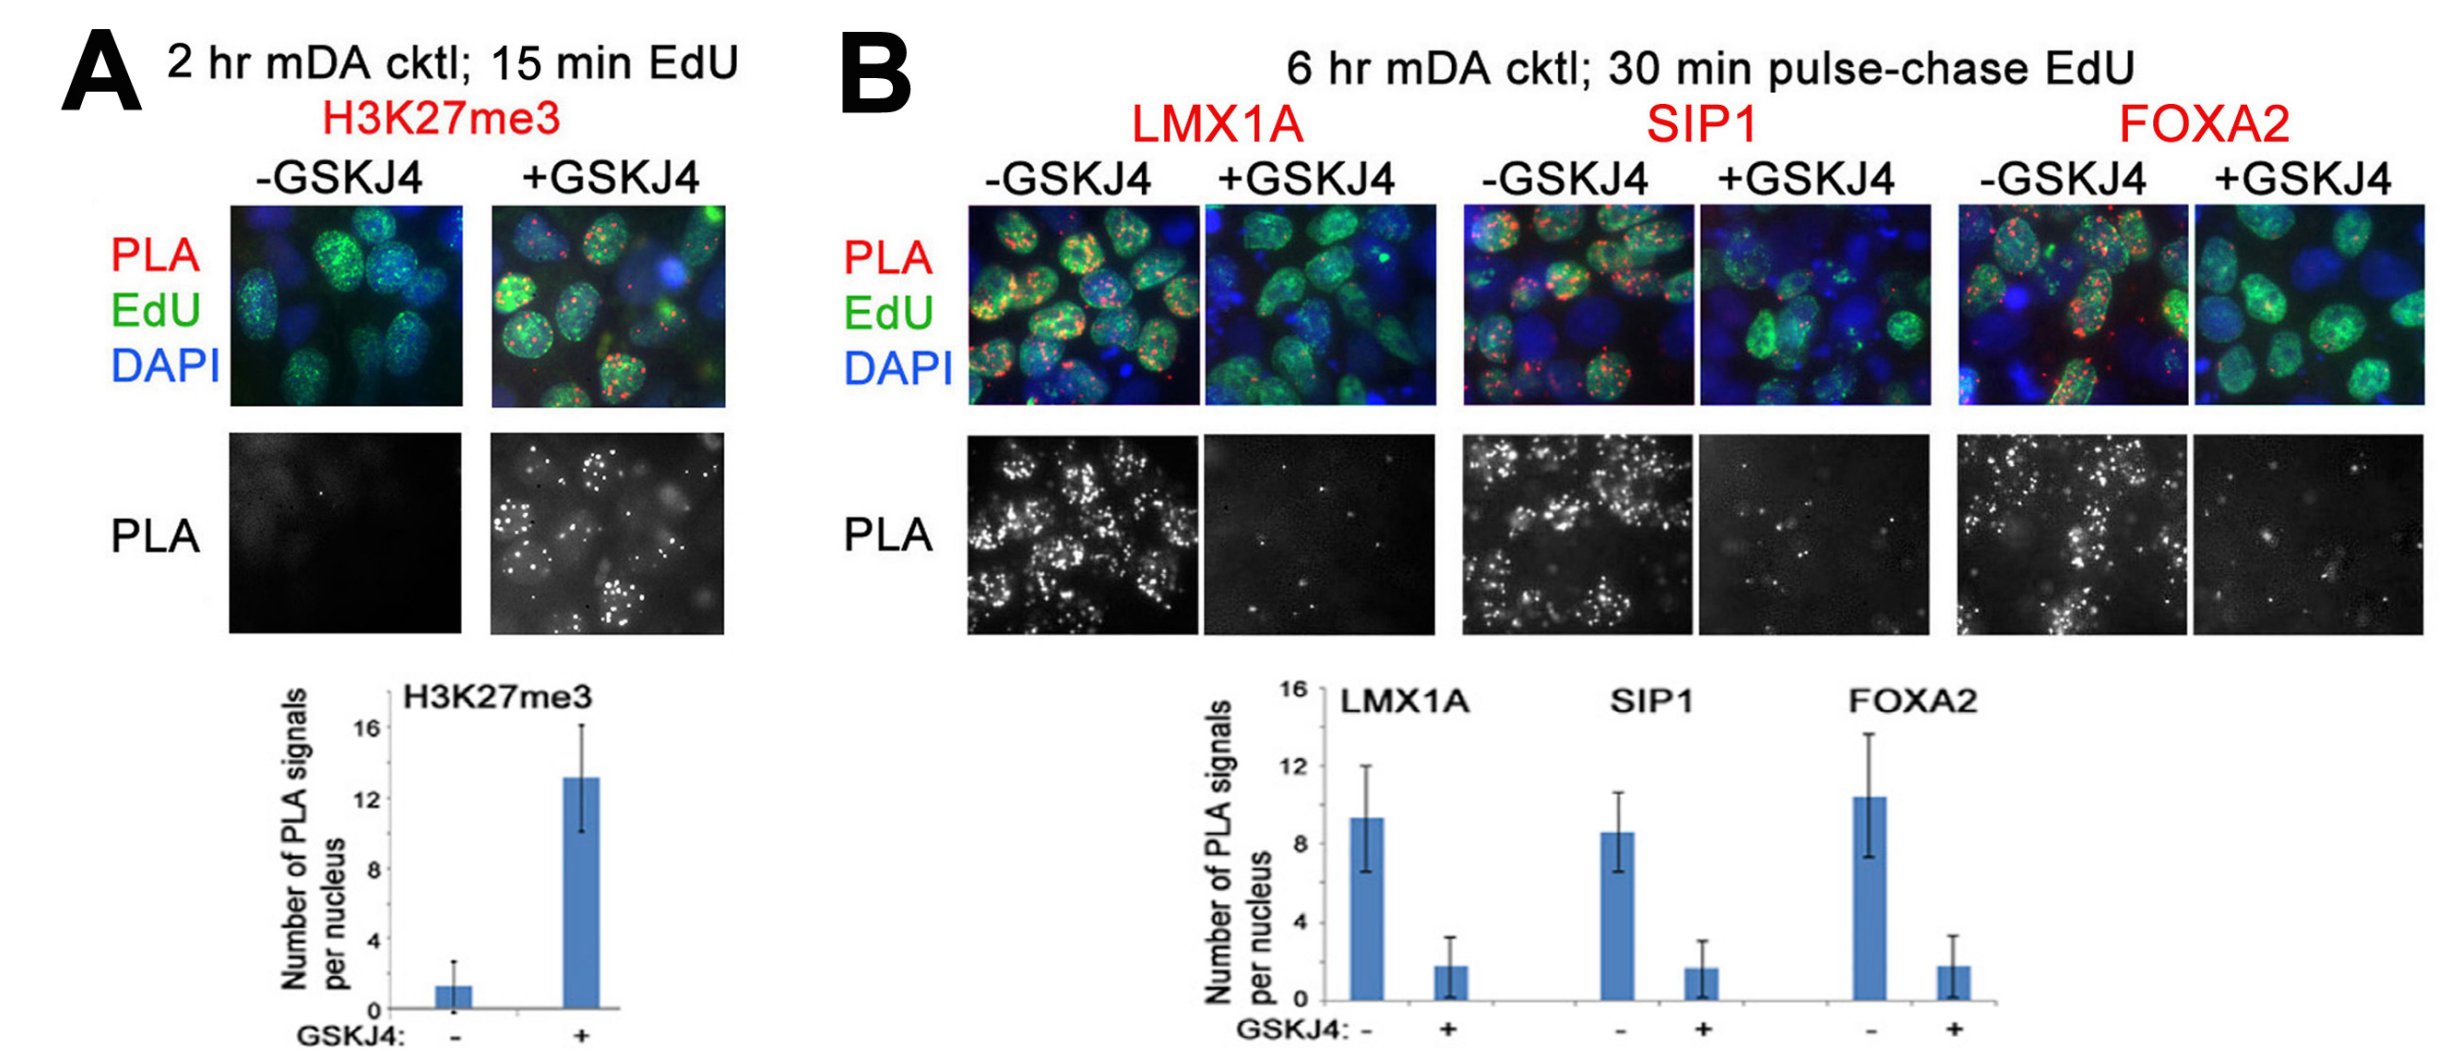 A
2 hr mDA cktl; 15 min EdU
H3K27me3
-GSKJ4 +GSKJ4
PLA
EdU
DAPI
PLA
H3K27me3
Number of PLA signals
per nucleus
16
12
8
4
0
GSKJ4: - +
B
6 hr mDA cktl; 30 min pulse-chase EdU
LMX1A SIP1 FOXA2
-GSKJ4 +GSKJ4 -GSKJ4 +GSKJ4 -GSKJ4 +GSKJ4
PLA
EdU
DAPI
PLA
LMX1A SIP1 FOXA2
Number of PLA signals
per nucleus
16
12
8
4
0
GSKJ4: - + - + - +